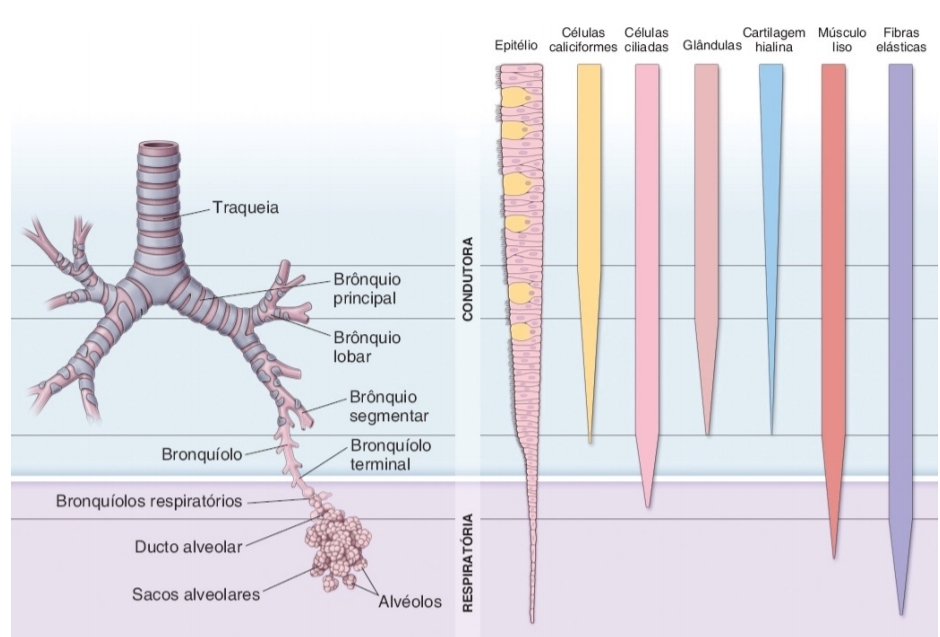 Epitélio
Células
caliciformes
Células
ciliadas
Glândulas
Cartilagem
hialina
Músculo
liso
Fibras
elásticas
Traqueia
Brônquio
principal
Brônquio
lobar
Brônquio
segmentar
Bronquíolo
Bronquíolo
terminal
Bronquíolos respiratórios
Ducto alveolar
Sacos alveolares
Alvéolos
CONDUTORA
RESPIRATÓRIA